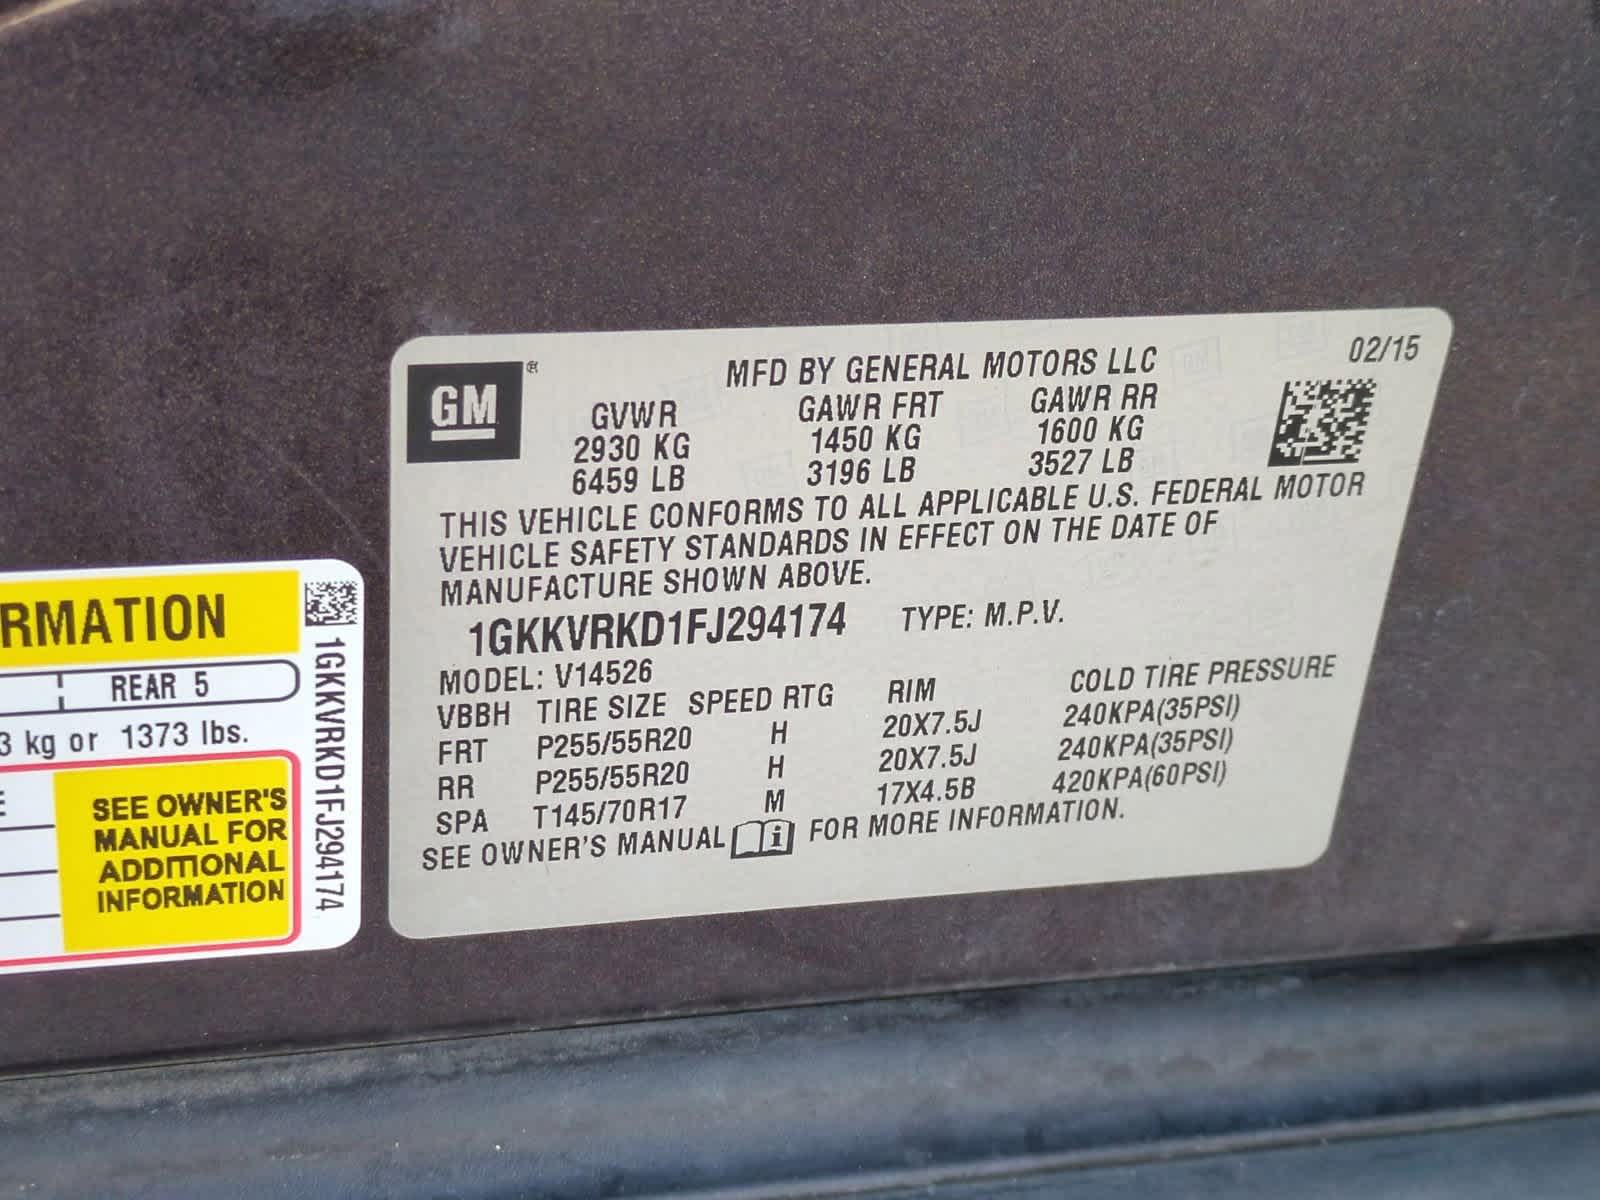 GM®
MFD BY GENERAL MOTORS LLC
02/15
GVWR GAWR FRT GAWR RR
2930 KG 1450 KG 1600 KG
6459 LB 3196 LB 3527 LB
THIS VEHICLE CONFORMS TO ALL APPLICABLE U.S. FEDERAL MOTOR
VEHICLE SAFETY STANDARDS IN EFFECT ON THE DATE OF
MANUFACTURE SHOWN ABOVE.
1GKKVRKD1FJ294174 TYPE: M.P.V.
MODEL: V14526
VBBH TIRE SIZE SPEED RTG RIM COLD TIRE PRESSURE
FRT P255/55R20 H 20X7.5J 240KPA(35PSI)
RR P255/55R20 H 20X7.5J 240KPA(35PSI)
SPA T145/70R17 M 17X4.5B 420KPA(60PSI)
SEE OWNER'S MANUAL i FOR MORE INFORMATION.
RMATION
REAR 5
3 kg or 1373 lbs.
E
SEE OWNER'S
MANUAL FOR
ADDITIONAL
INFORMATION
1GKKVRKD1FJ294174